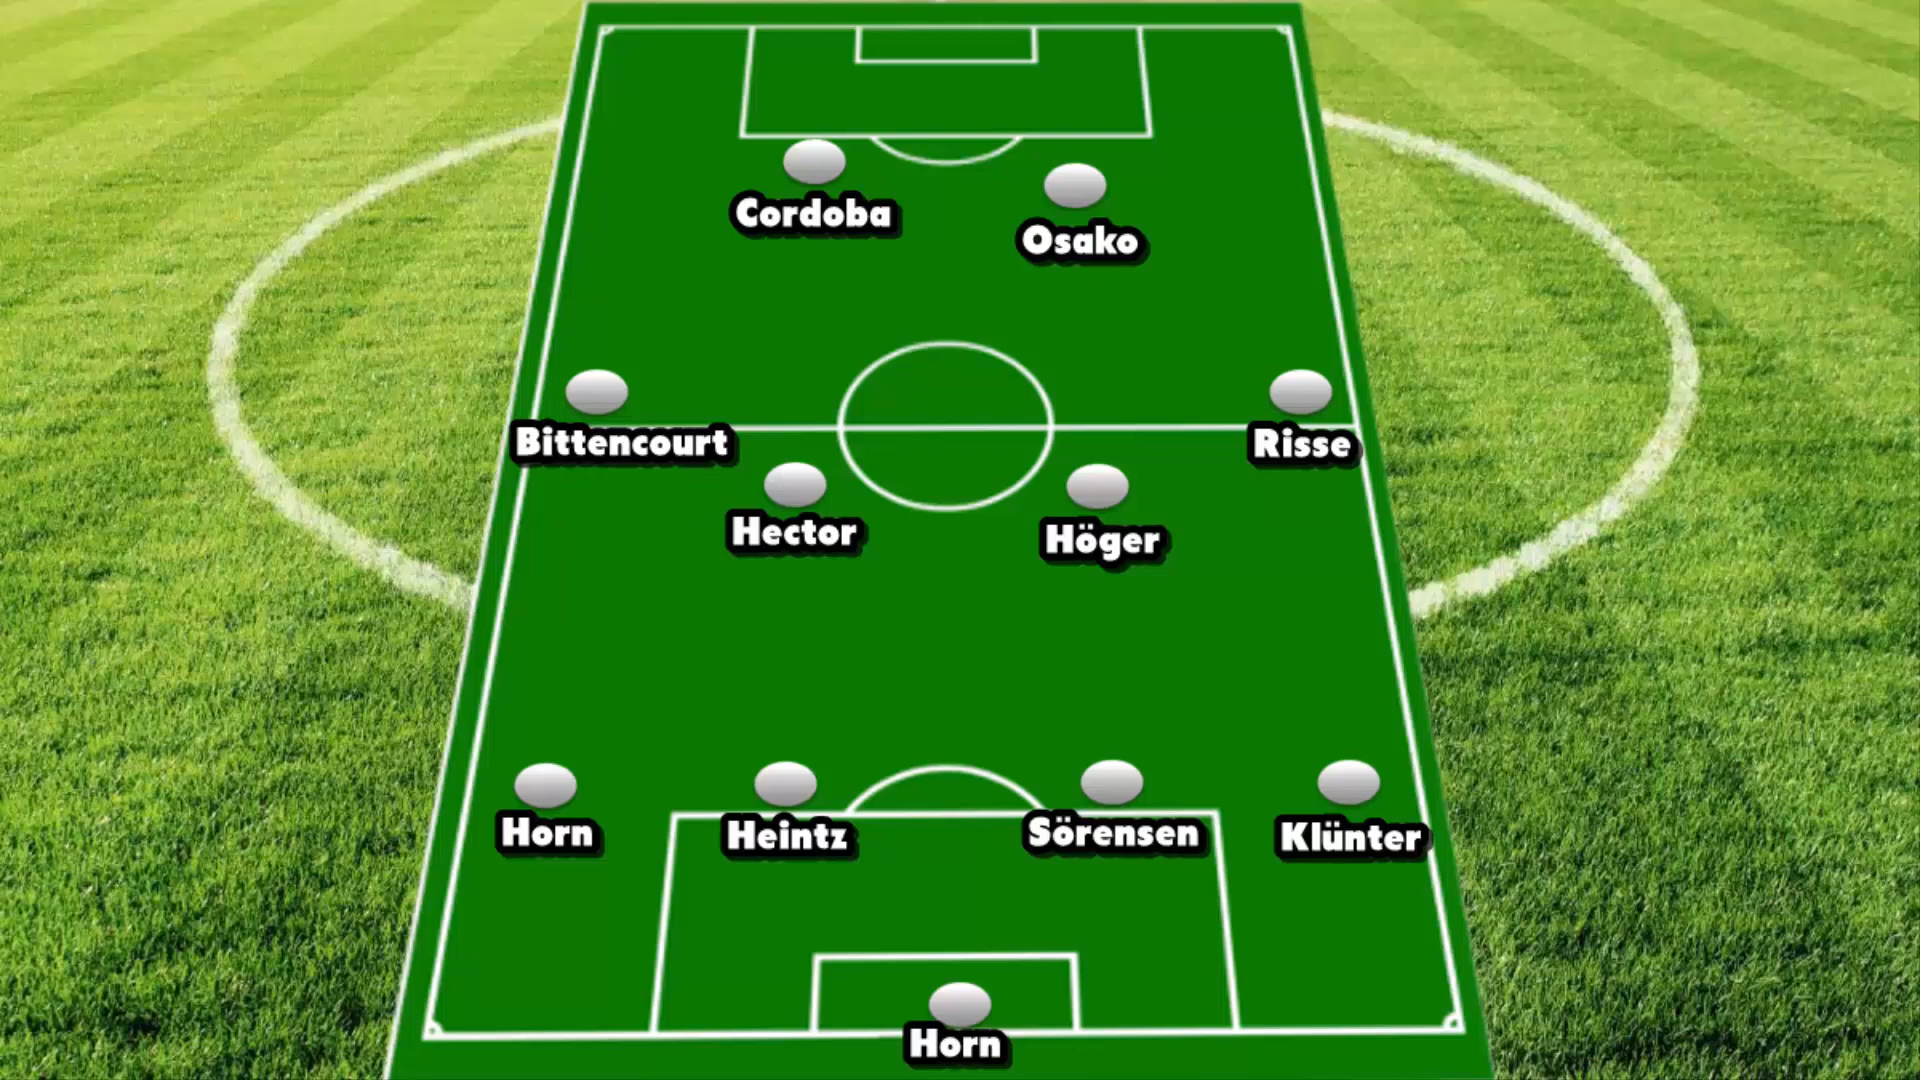 Cordoba
Osako
Bittencourt
Risse
Hector
Höger
Horn
Heintz
Sörensen
Klünter
Horn